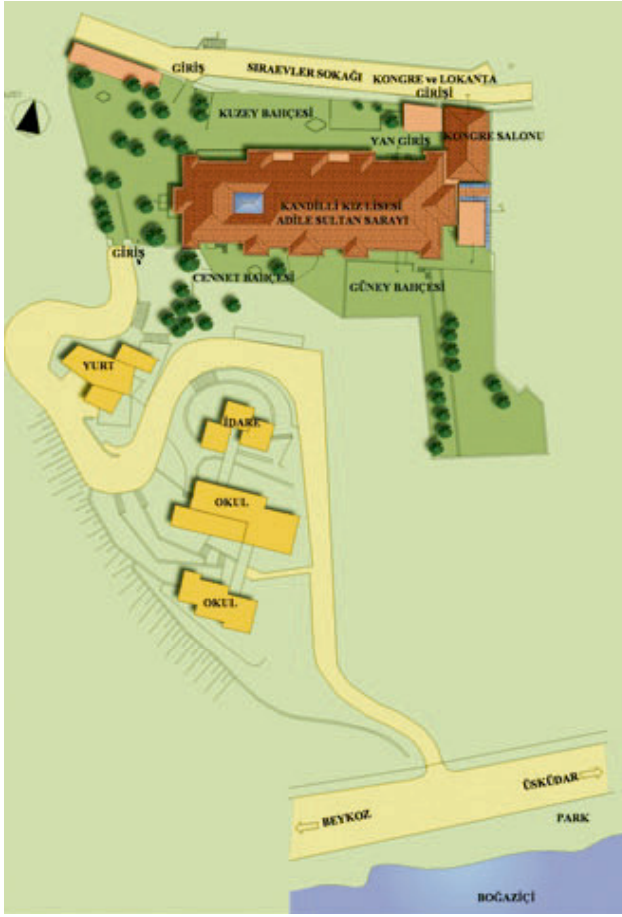 GİRİŞ
SIRAEVLER SOKAĞI
KONGRE ve LOKANTA
GİRİŞİ
KUZEY BAHÇESİ
YAN GİRİŞ
KONGRE SALONU
KANDİLLİ KIZ LİSESİ
ADİLE SULTAN SARAYI
GİRİŞ
CENNET BAHÇESİ
GÜNEY BAHÇESİ
YURT
İDARE
OKUL
OKUL
ÜSKÜDAR
BEYKOZ
PARK
BOĞAZİÇİ